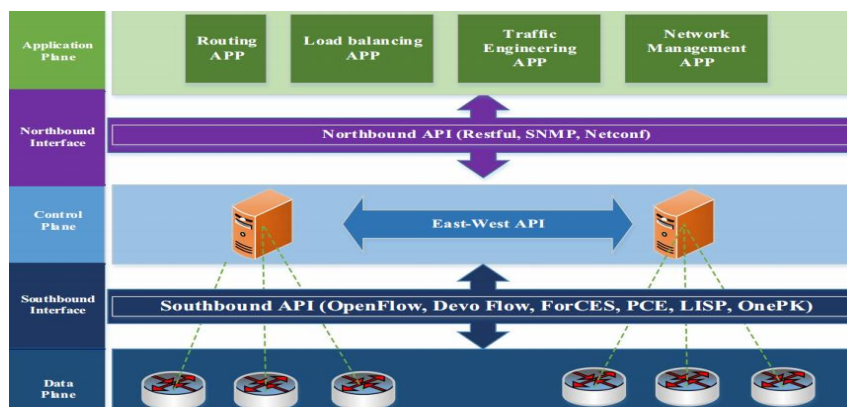 Application
Plane
Routing
APP
Load balancing
APP
Traffic
Engineering
APP
Network
Management
APP
Northbound
Interface
Northbound API (Restful, SNMP, Netconf)
Control
Plane
East-West API
Southbound
Interface
Southbound API (OpenFlow, Devo Flow, ForCES, PCE, LISP, OnePK)
Data
Plane